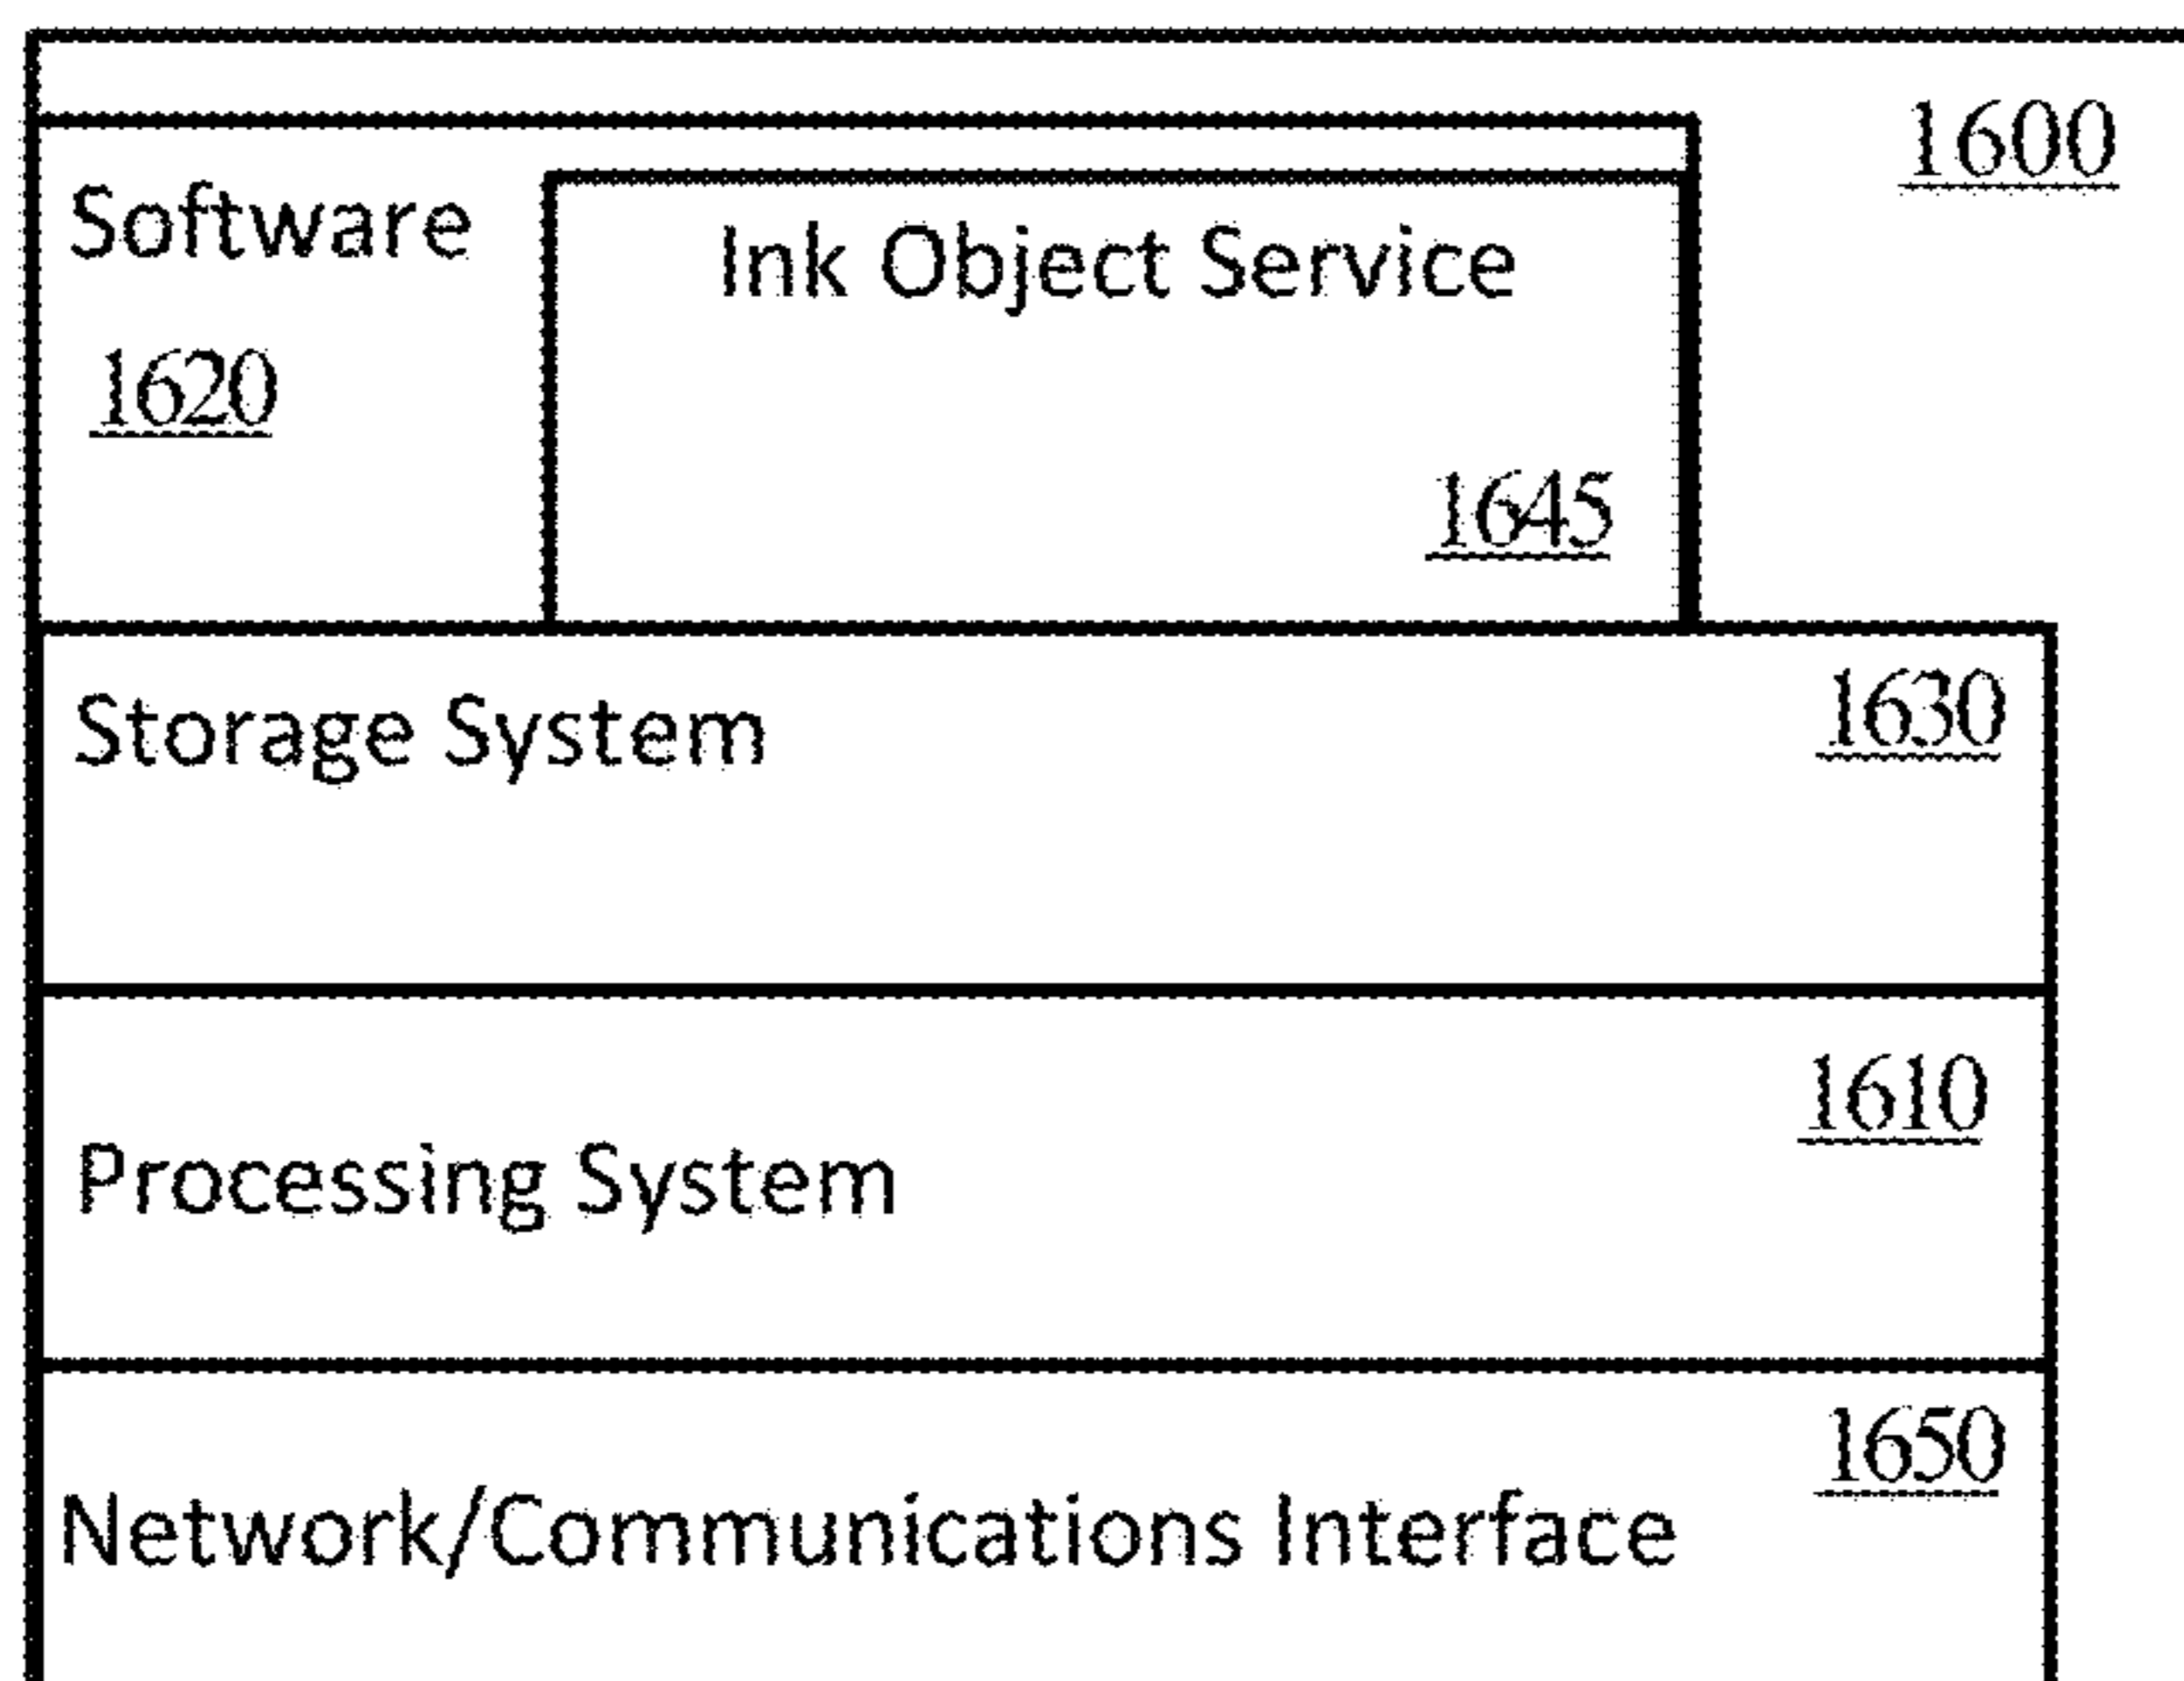 1600
Software
Ink Object Service
1620
1645
1630
Storage System
1610
Processing System
1650
Network/Communications Interface